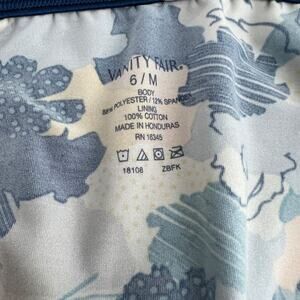 VANITY FAIR®
6 / M
BODY
88% POLYESTER / 12% SPANDEX
LINING
100% COTTON
MADE IN HONDURAS
RN 16345
18108 ZBFK